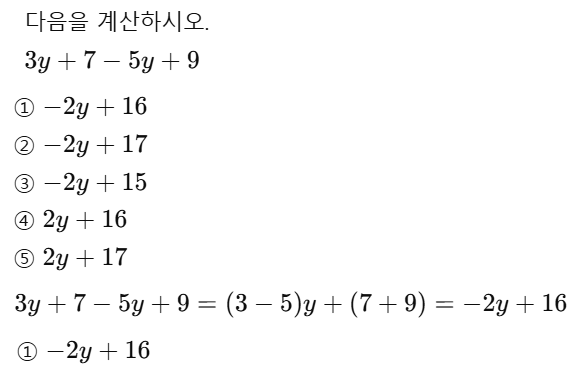 다음을 계산하시오.
3y + 7 − 5y + 9
① −2y + 16
② −2y + 17
③ −2y + 15
④ 2y + 16
⑤ 2y + 17
3y + 7 − 5y + 9 = (3 − 5)y + (7 + 9) = −2y + 16
① −2y + 16